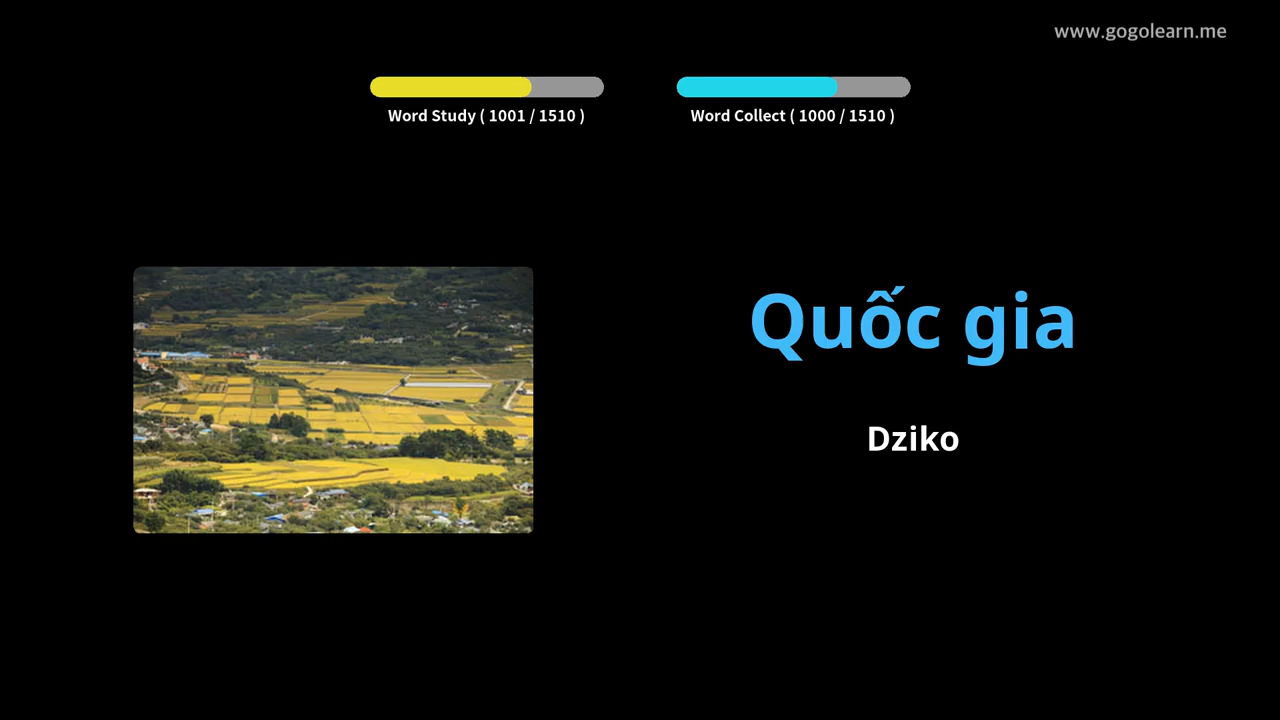 www.gogolearn.me
Word Study ( 1001 / 1510 )
Word Collect ( 1000 / 1510 )
Quốc gia
Dziko